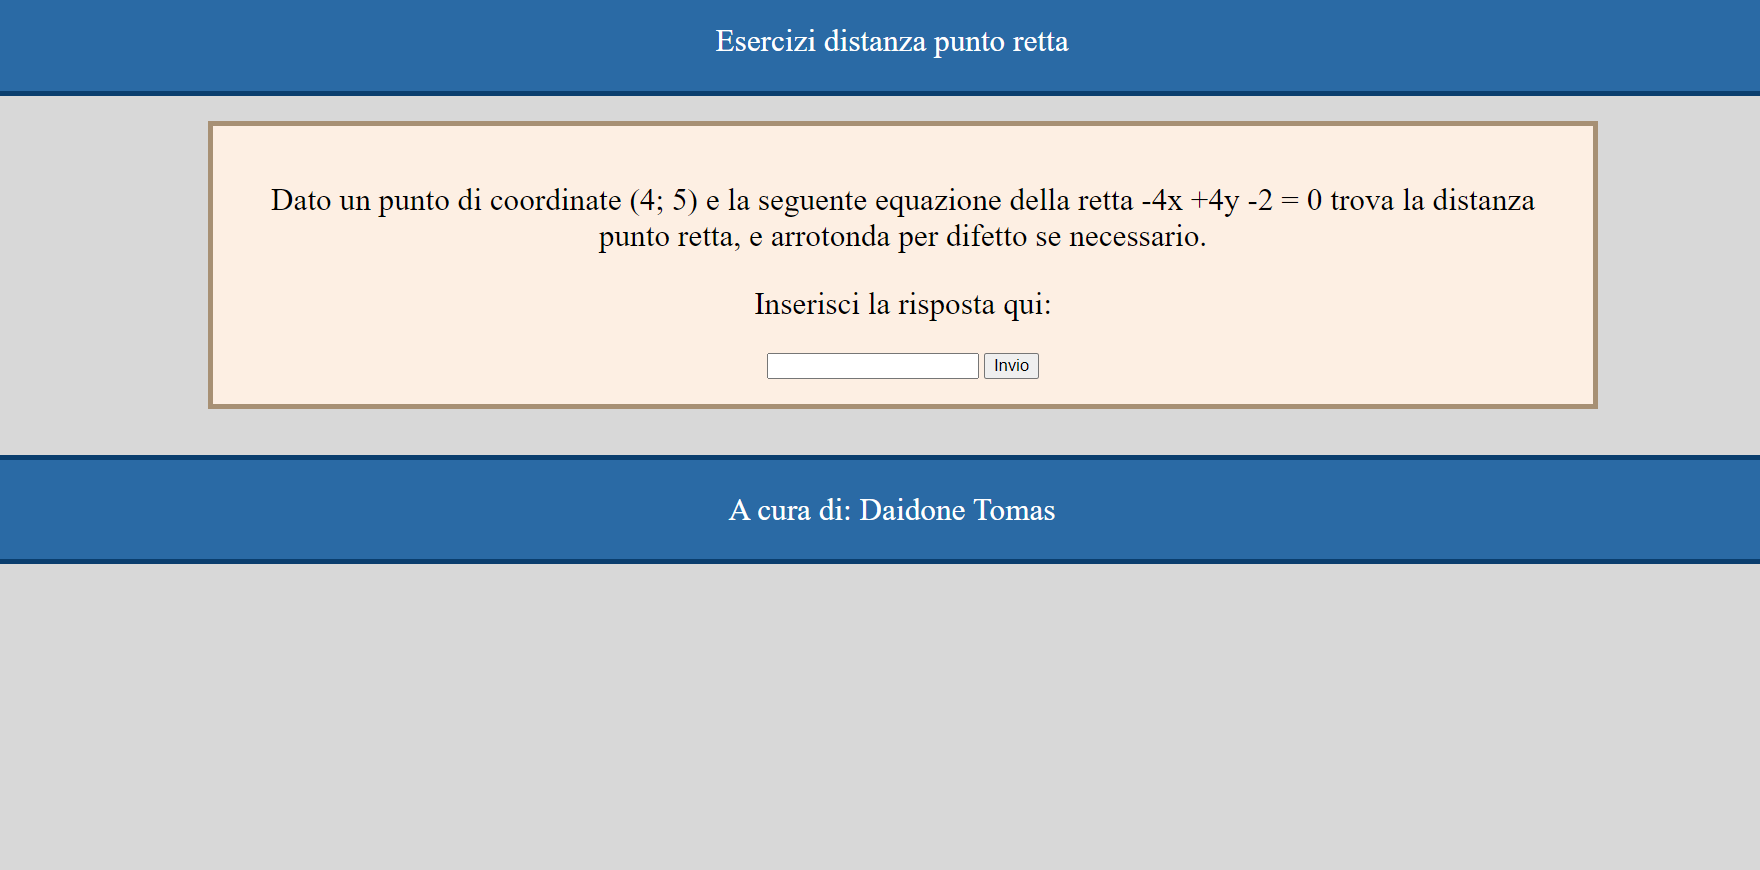 Esercizi distanza punto retta
Dato un punto di coordinate (4; 5) e la seguente equazione della retta -4x +4y -2 = 0 trova la distanza
punto retta, e arrotonda per difetto se necessario.
Inserisci la risposta qui:
Invio
A cura di: Daidone Tomas